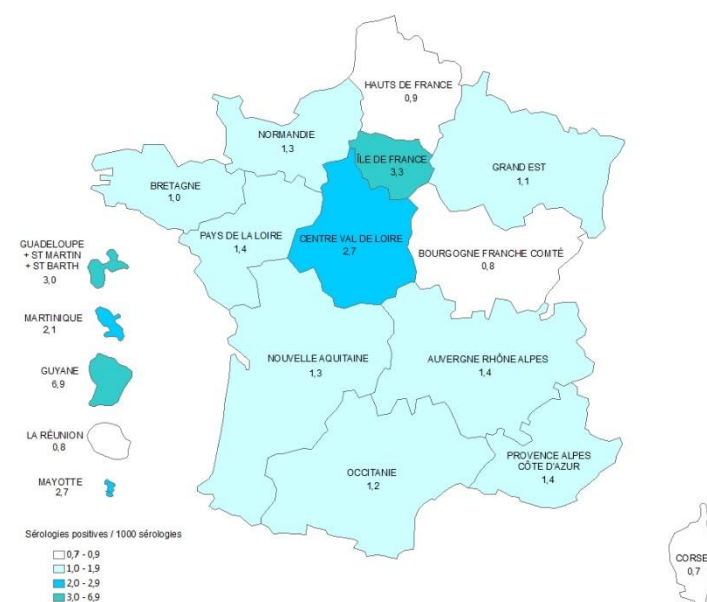 HAUTS DE FRANCE
0,9
NORMANDIE
1,3
ÎLE DE FRANCE
3,3
GRAND EST
1,1
BRETAGNE
1,0
PAYS DE LA LOIRE
1,4
CENTRE VAL DE LOIRE
2,7
BOURGOGNE FRANCHE COMTÉ
0,8
GUADELOUPE
+ ST MARTIN
+ ST BARTH
3,0
MARTINIQUE
2,1
GUYANE
6,9
NOUVELLE AQUITAINE
1,3
AUVERGNE RHÔNE ALPES
1,4
LA RÉUNION
0,8
MAYOTTE
2,7
OCCITANIE
1,2
PROVENCE ALPES
CÔTE D'AZUR
1,4
CORSE
0,7
Sérologies positives / 1000 sérologies
0,7 - 0,9
1,0 - 1,9
2,0 - 2,9
3,0 - 6,9